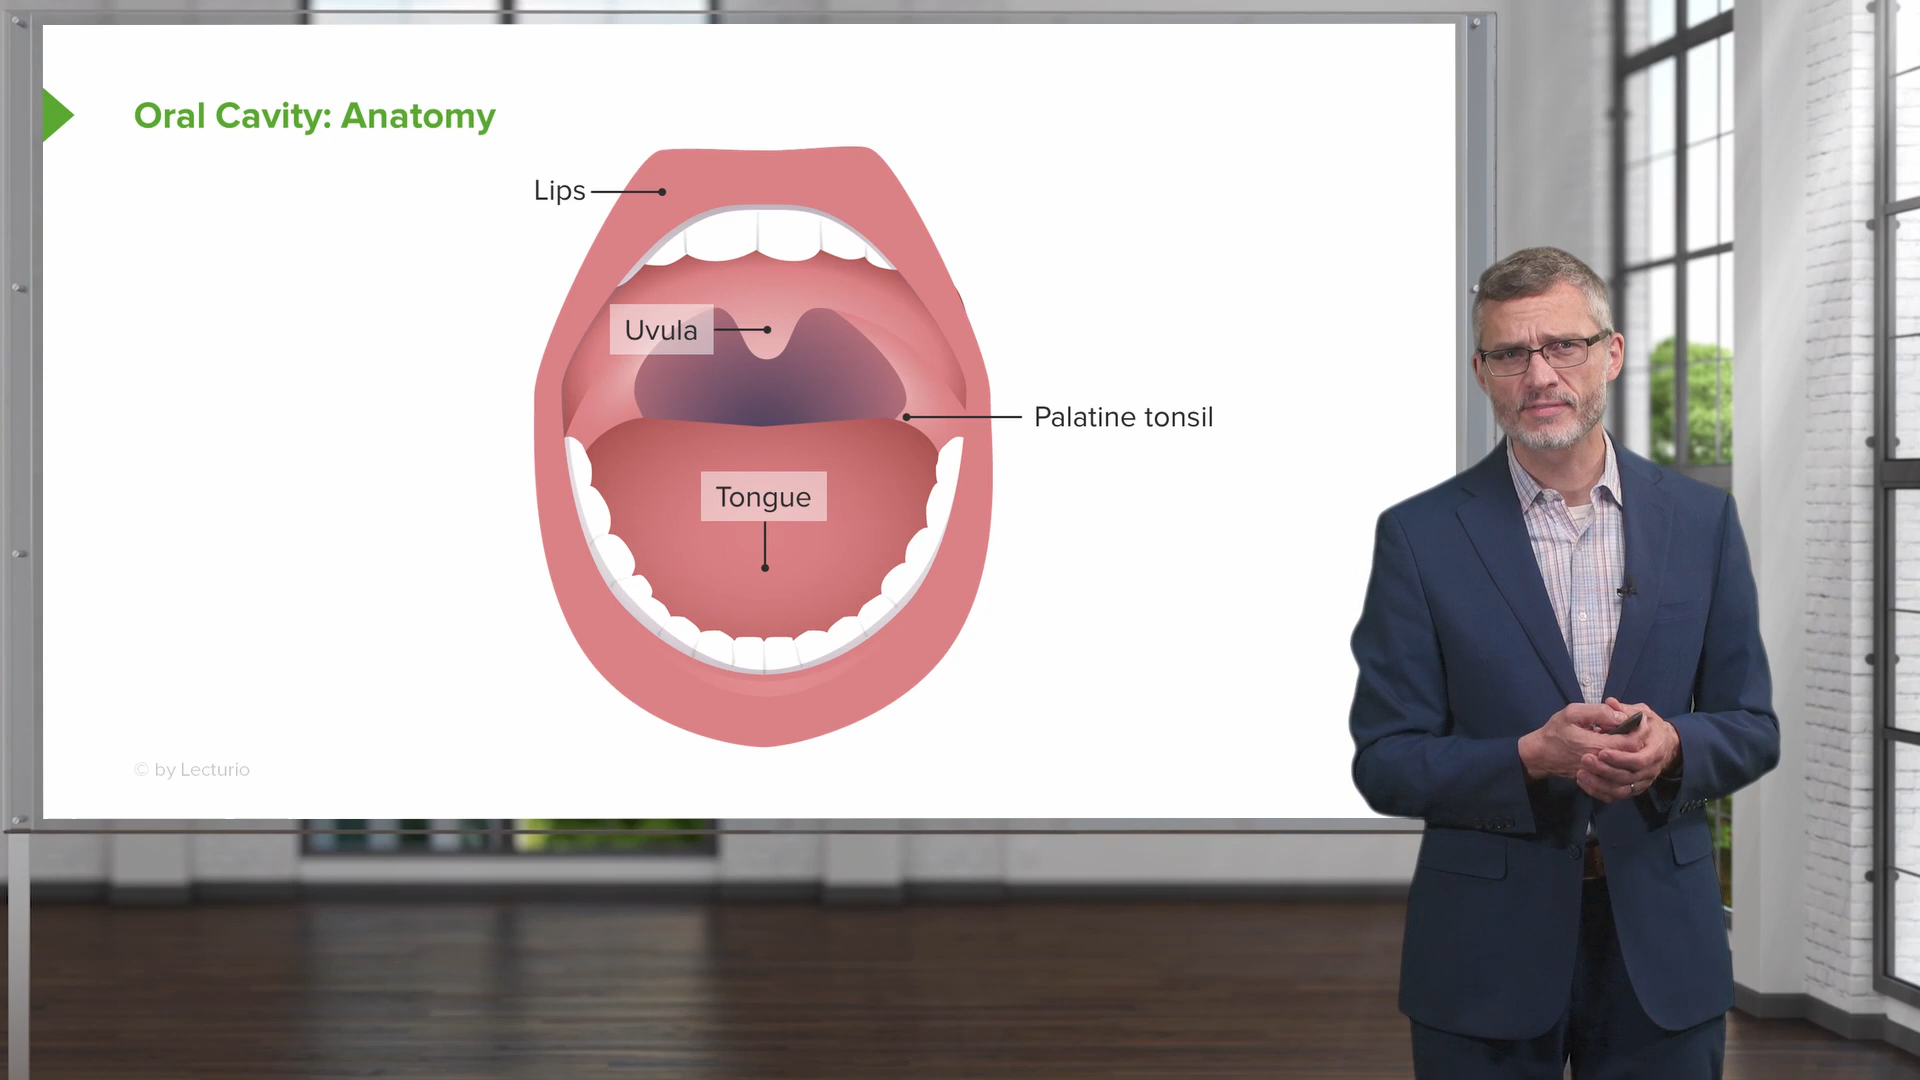 Oral Cavity: Anatomy
Lips
Uvula
Palatine tonsil
Tongue
© by Lecturio